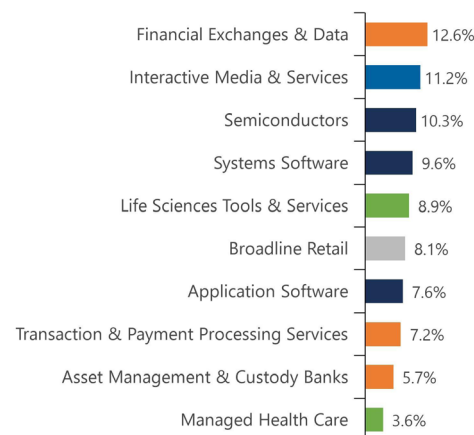 Financial Exchanges & Data 12.6%
Interactive Media & Services 11.2%
Semiconductors 10.3%
Systems Software 9.6%
Life Sciences Tools & Services 8.9%
Broadline Retail 8.1%
Application Software 7.6%
Transaction & Payment Processing Services 7.2%
Asset Management & Custody Banks 5.7%
Managed Health Care 3.6%